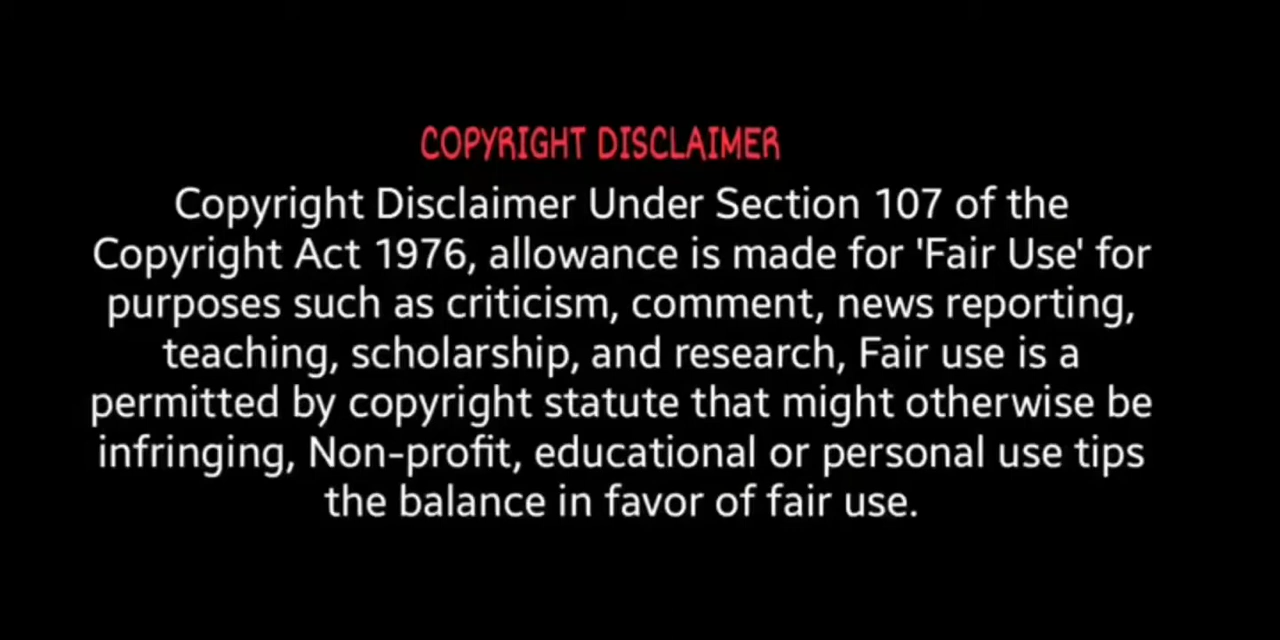 COPYRIGHT DISCLAIMER
Copyright Disclaimer Under Section 107 of the
Copyright Act 1976, allowance is made for 'Fair Use' for
purposes such as criticism, comment, news reporting,
teaching, scholarship, and research, Fair use is a
permitted by copyright statute that might otherwise be
infringing, Non-profit, educational or personal use tips
the balance in favor of fair use.